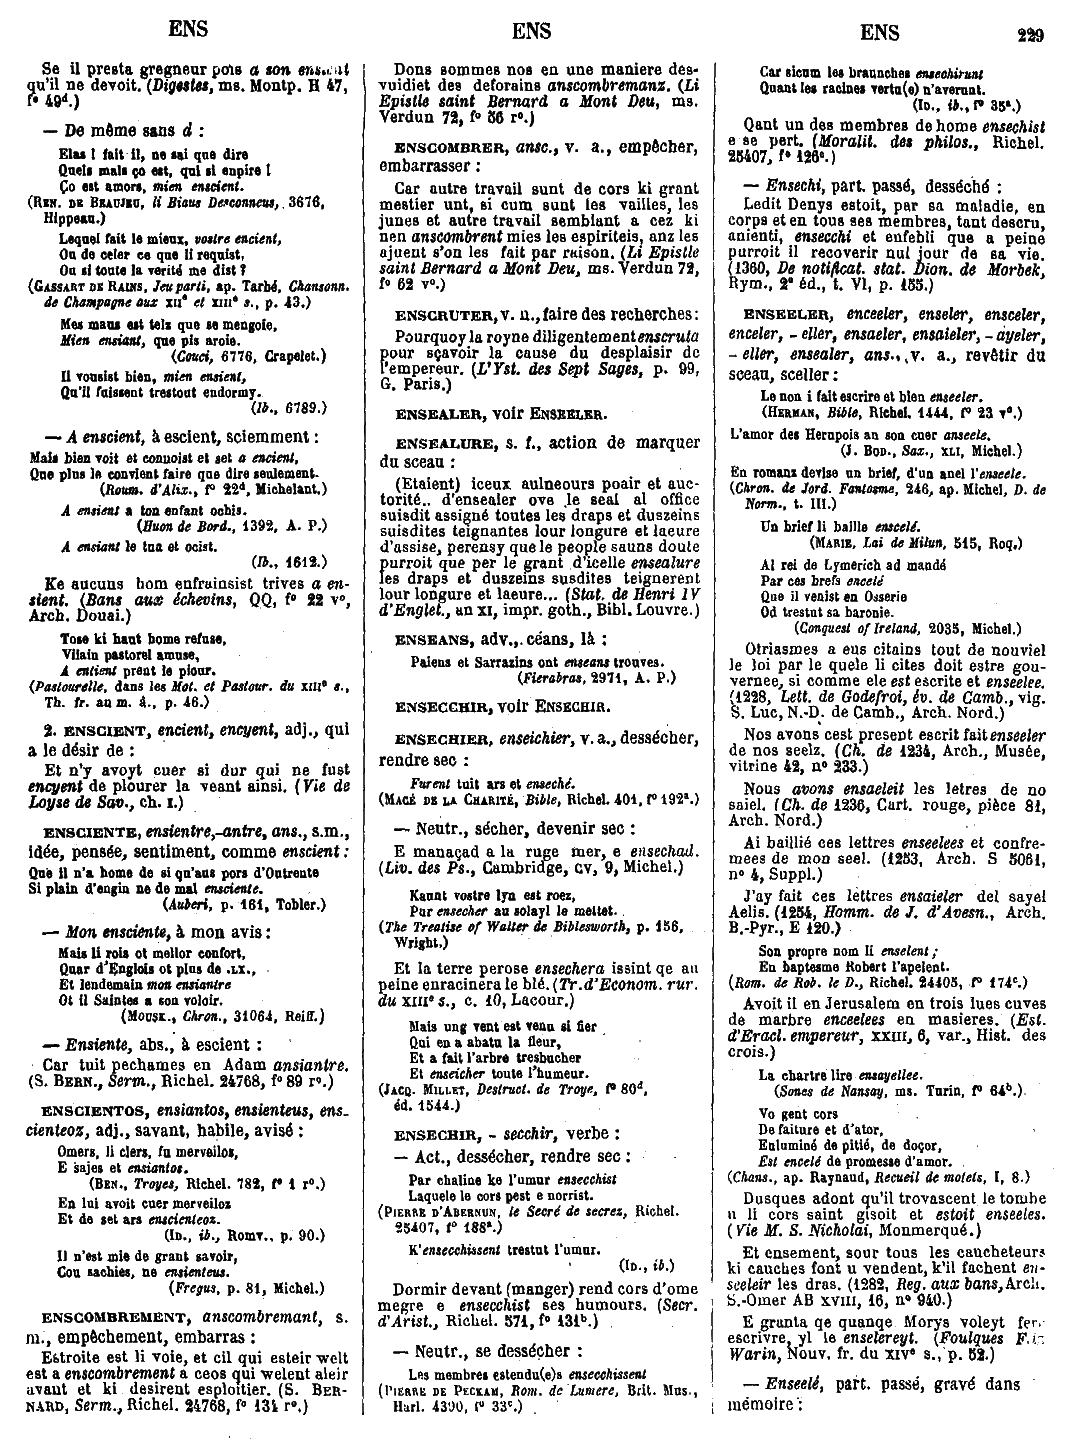 ENS
ENS
ENS
229
Se il presta gregneur pois a son
qu'il ne devoit. (Digestes, ms. Montp. H 47,
f° 49d.)
— De même sans d :
Elas ! fait il, ne sai que dire
Quels mals ço est, qui si enpire !
Ço est amors, mien enscient.
(REN. DE BEAUJEU, li Biaus Desconneus, 3676,
Hippeau.)
Lequel fait le mieux, vostre encient,
Ou de celer ce que li requist,
Ou si toute la verité me dist ?
(GASSART DE RAINS, Jeu parti, ap. Tarbé, Chansonn.
de Champagne aux XIIe et XIIIe s., p. 43.)
Mes maus est telz que se mengoie,
Mien ensiant, que pis aroie.
(Couci, 6776, Crapelet.)
Il vousist bien, mien ensient,
Qu'il fuissent trestout endormy.
(Ib., 6789.)
— A enscient, à escient, sciemment :
Mais bien voit et connoist et set a encient,
Que plus le convient faire que dire seulement.
(Roum. d'Alix., f° 22d, Michelant.)
A ensient a ton enfant ochis.
(Huon de Bord., 1392, A. P.)
A ensiant le tua et ocist.
(Ib., 1612.)
Ke aucuns hom enfrainsist trives a en-
sient. (Bans aux échevins, QQ, f° 22 v°,
Arch. Douai.)
Tose ki haut home refuse,
Vilain pastorel amuse,
A entient prent le piour.
(Pastourelle, dans les Mot. et Pastour. du XIIIe s.,
Th. fr. au m. â., p. 46.)
2. ENSCIENT, encient, encyent, adj., qui
a le désir de :
Et n'y avoyt cuer si dur qui ne fust
encyent de plourer la veant ainsi. (Vie de
Loyse de Sav., ch. I.)
ENSCIENTE, ensientre, -antre, ans., s.m.,
idée, pensée, sentiment, comme enscient :
Que il n'a home de si qu'aus pors d'Outrente
Si plain d'engin ne de mal ensciente.
(Auberi, p. 161, Tobler.)
— Mon ensciente, à mon avis :
Mais li rois ot mellor confort,
Quar d'Englois ot plus de .LX.,
Et lendemain mon ensiantre
Ot il Saintes a son voloir.
(MOUSK., Chron., 31064, Reiff.)
— Ensiente, abs., à escient :
Car tuit pechames en Adam ansiantre.
(S. BERN., Serm., Richel. 24768, f° 89 r°.)
ENSCIENTOS, ensiantos, ensienteus, ens-
cienteoz, adj., savant, habile, avisé :
Omers, li clers, fu merveilos,
E sajes et ensiantos.
(BEN., Troyes, Richel. 782, f° 1 r°.)
En lui avoit cuer merveiloz
Et de set ars enscienteoz.
(ID., ib., Romv., p. 90.)
Il n'est mie de grant savoir,
Cou sachies, ne ensienteus.
(Fregus, p. 81, Michel.)
ENSCOMBREMENT, anscombremant, s.
m., empêchement, embarras :
Estroite est li voie, et cil qui esteir welt
est a enscombrement a ceos qui welent aleir
avant et ki desirent esploitier. (S. BER-
NARD, Serm., Richel. 24768, f° 131 r°.)
Dons sommes nos en une maniere des-
vuidiet des deforains anscombremanz. (Li
Epistle saint Bernard a Mont Deu, ms.
Verdun 72, f° 56 r°.)
ENSCOMBRER, ansc., v. a., empêcher,
embarrasser :
Car autre travail sunt de cors ki grant
mestier unt, si cum sunt les vailles, les
junes et autre travail semblant a cez ki
nen anscombrent mies les espiriteis, anz les
ajuent s'on les fait par raison. (Li Epistle
saint Bernard a Mont Deu, ms. Verdun 72,
f° 62 v°.)
ENSCRUTER, v. n., faire des recherches :
Pourquoy la royne diligentement enscruta
pour sçavoir la cause du desplaisir de
l'empereur. (L'Yst. des Sept Sages, p. 99,
G. Paris.)
ENSEALER, voir ENSEELER.
ENSEALURE, s. f., action de marquer
du sceau :
(Etaient) iceux aulneours poair et auc-
torité.. d'ensealer ove le seal al office
suisdit assigné toutes les draps et duszeins
suisdites teignantes lour longure et laeure
d'assise, perensy que le people sauns doute
purroit que per le grant d'icelle ensealure
les draps et duszeins susdites teignerent
lour longure et laeure... (Stat. de Henri IV
d'Englet., an XI, impr. goth., Bibl. Louvre.)
ENSEANS, adv., céans, là :
Paiens et Sarrazins ont enseans trouves.
(Fierabras, 2971, A. P.)
ENSECCHIR, voir ENSECHIR.
ENSECHIER, enseichier, v. a., dessécher,
rendre sec :
Furent tuit ars et enseché.
(MACÉ DE LA CHARITÉ, Bible, Richel. 401, f° 192a.)
— Neutr., sécher, devenir sec :
E manaçad a la ruge mer, e ensechad.
(Liv. des Ps., Cambridge, CV, 9, Michel.)
Kant vostre lyn est roez,
Pur ensecher au solayl le mettet.
(The Treatise of Walter de Biblesworth, p. 156,
Wright.)
Et la terre perose ensechera issint qe au
peine enracinera le blé. (Tr. d'Econom. rur.
du XIIIe s., c. 10, Lacour.)
Mais ung vent est venu si fier
Qui en a abatu la fleur,
Et a fait l'arbre tresbucher
Et enseicher toute l'humeur.
(JACQ. MILLET, Destruct. de Troye, f° 80d,
éd. 1544.)
ENSECHIR, - secchir, verbe :
— Act., dessécher, rendre sec :
Par chaline ke l'umur ensecchist
Laquele le cors pest e norrist.
(PIERRE D'ABERNUN, le Secré de secrez, Richel.
25407, f° 188a.)
K'ensecchissent trestut l'umur.
(ID., ib.)
Dormir devant (manger) rend cors d'ome
megre e ensecchist ses humours. (Secr.
d'Arist., Richel. 571, f° 131b.)
— Neutr., se dessécher :
Les membres estendu(e)s ensecchissent
(PIERRE DE PECKAM, Rom. de Lumere, Brit. Mus.,
Harl. 4390, f° 33c.)
Car sicum les braunches ensechirunt
Quant les racines vertu(e) n'averunt.
(ID., ib., f° 35a.)
Qant un des membres de home ensechist
e se pert. (Moralit. des philos., Richel.
25407, f° 126c.)
— Ensechi, part. passé, desséché :
Ledit Denys estoit, par sa maladie, en
corps et en tous ses membres, tant descru,
anienti, ensecchi et enfebli que a peine
purroit il recoverir nul jour de sa vie.
(1360, De notificat. stat. Dion. de Morbek,
Rym., 2e éd., t. VI, p. 155.)
ENSEELER, enceeler, enseler, ensceler,
enceler, - eller, ensaeler, ensaieler, - ayeler,
- eller, ensealer, ans., v. a., revêtir du
sceau, sceller :
Le non i fait escrire et bien enseeler.
(HERMAN, Bible, Richel. 1444, f° 23 v°.)
L'amor des Herupois an son cuer anseele.
(J. BOD., Sax., XLI, Michel.)
En romanz devise un brief, d'un anel l'enseele.
(Chron. de Jord. Fantosme, 246, ap. Michel, D. de
Norm., t. III.)
Un brief li baille enscelé.
(MARIE, Lai de Milun, 515, Roq.)
Al rei de Lymerich ad mandé
Par ces brefs encelé
Que il venist en Osserie
Od trestut sa baronie.
(Conquest of Ireland, 2035, Michel.)
Otriasmes a eus citains tout de nouviel
le loi par le quele li cites doit estre gou-
vernee, si comme ele est escrite et enseelee.
(1228, Lett. de Godefroi, év. de Camb., vig.
S. Luc, N.-D. de Camb., Arch. Nord.)
Nos avons cest present escrit fait enseeler
de nos seelz. (Ch. de 1234, Arch., Musée,
vitrine 42, n° 233.)
Nous avons ensaeleit les letres de no
saiel. (Ch. de 1236, Cart. rouge, pièce 81,
Arch. Nord.)
Ai baillié ces lettres enseelees et confre-
mees de mon seel. (1253, Arch. S 5061,
n° 4, Suppl.)
J'ay fait ces lettres ensaieler del sayel
Aelis. (1254, Homm. de J. d'Avesn., Arch.
B.-Pyr., E 120.)
Son propre nom li enselent ;
En baptesme Robert l'apelent.
(Rom. de Rob. le D., Richel. 24405, f° 174c.)
Avoit il en Jerusalem en trois lues cuves
de marbre enceelees en masieres. (Est.
d'Eracl. empereur, XXIII, 6, var., Hist. des
crois.)
La chartre lire ensayellee.
(Sones de Nansay, ms. Turin, f° 64b.)
Vo gent cors
De faiture et d'ator,
Enluminé de pitié, de doçor,
Est encelé de promesse d'amor.
(Chans., ap. Raynaud, Recueil de motets, I, 8.)
Dusques adont qu'il trovascent le tombe
u li cors saint gisoit et estoit enseeles.
(Vie M. S. Nicholai, Monmerqué.)
Et ensement, sour tous les caucheteurs
ki cauches font u vendent, k'il fachent en-
seeleir les dras. (1282, Reg. aux bans, Arch.
S.-Omer AB XVIII, 16, n° 940.)
E graunta qe quanqe Morys voleyt fere
escrivre, yl le enselereyt. (Foulques
Warin, Nouv. fr. du XIVe s., p. 52.)
— Enseelé, part. passé, gravé dans
mémoire :